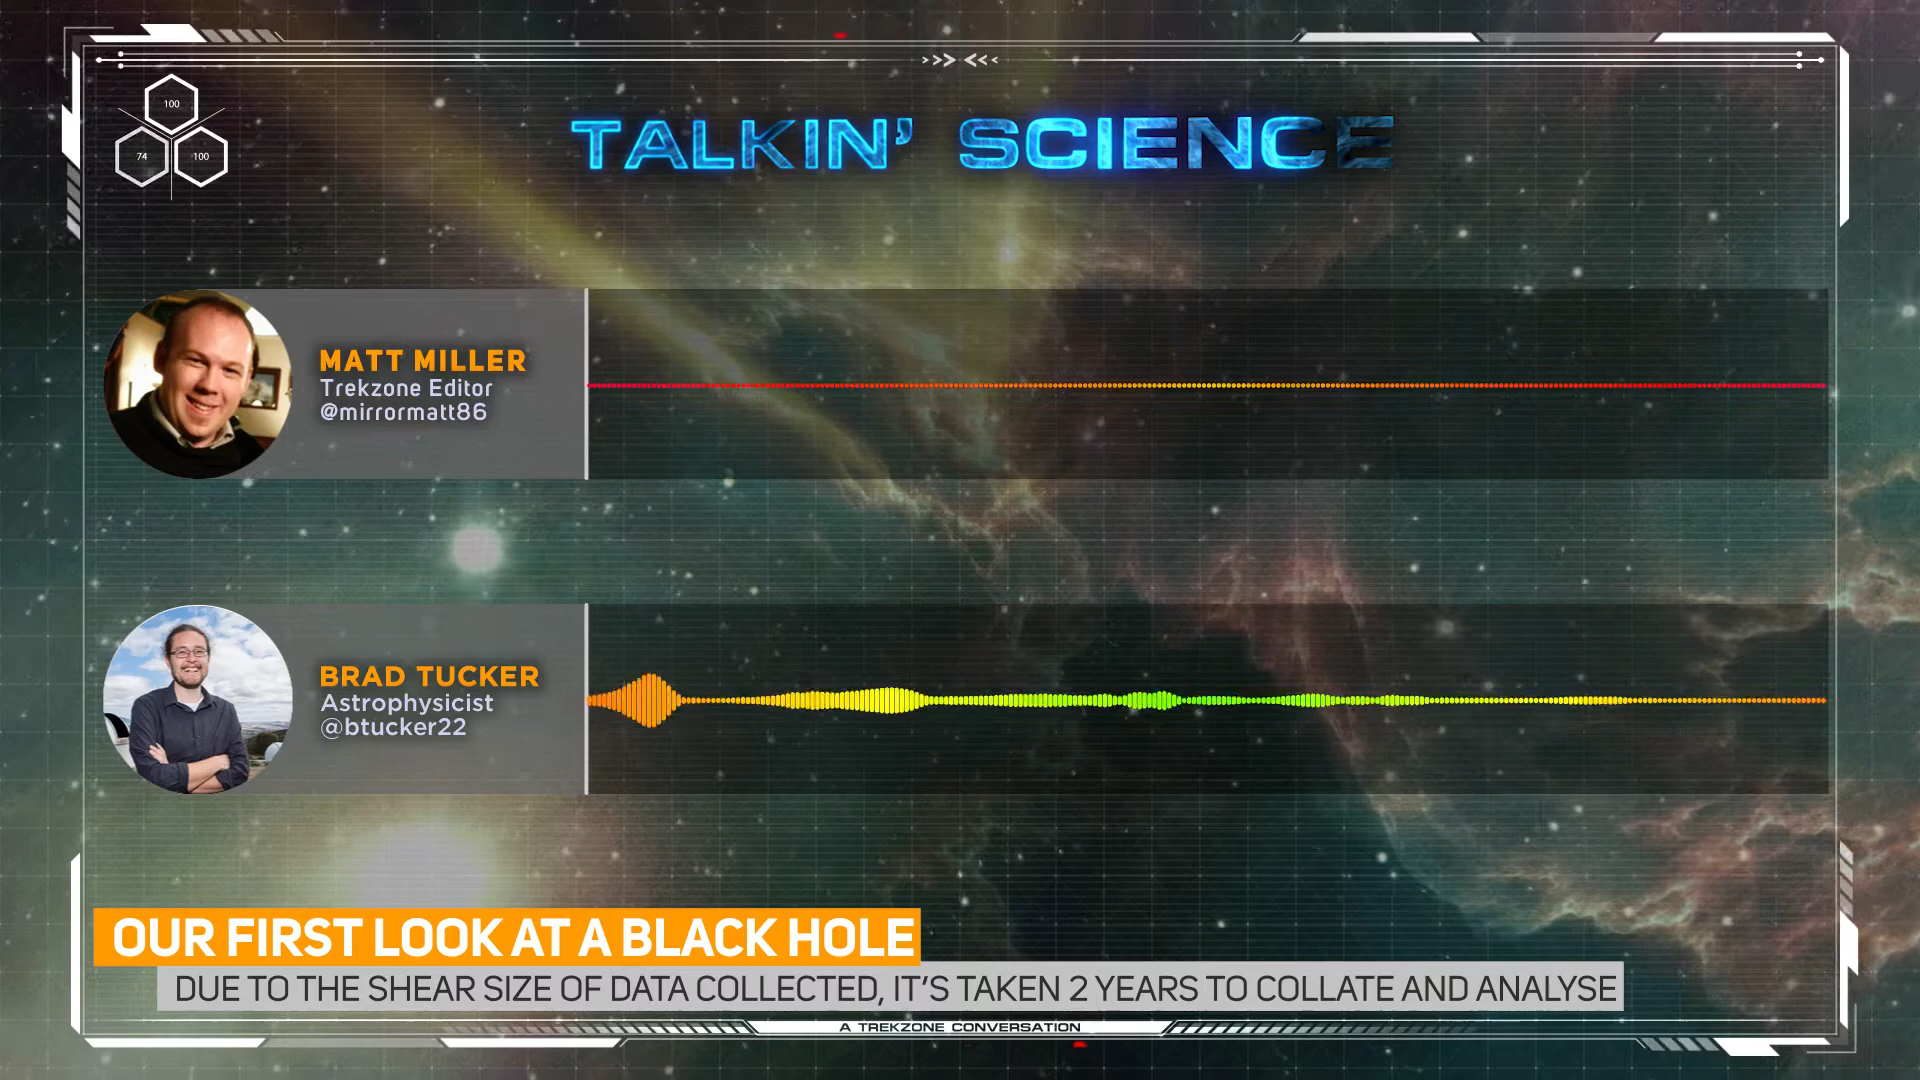 >>> <<<
100
74 100
TALKIN' SCIENCE
MATT MILLER
Trekzone Editor
@mirrormatt86
BRAD TUCKER
Astrophysicist
@btucker22
OUR FIRST LOOK AT A BLACK HOLE
DUE TO THE SHEAR SIZE OF DATA COLLECTED, IT'S TAKEN 2 YEARS TO COLLATE AND ANALYSE
A TREKZONE CONVERSATION